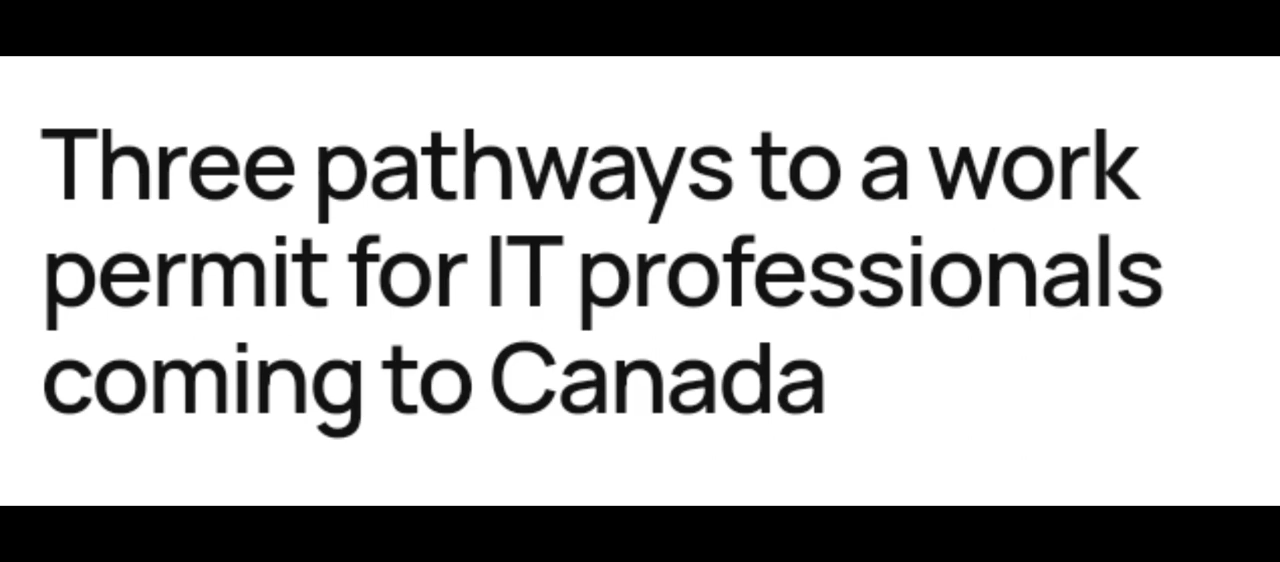 Three pathways to a work
permit for IT professionals
coming to Canada